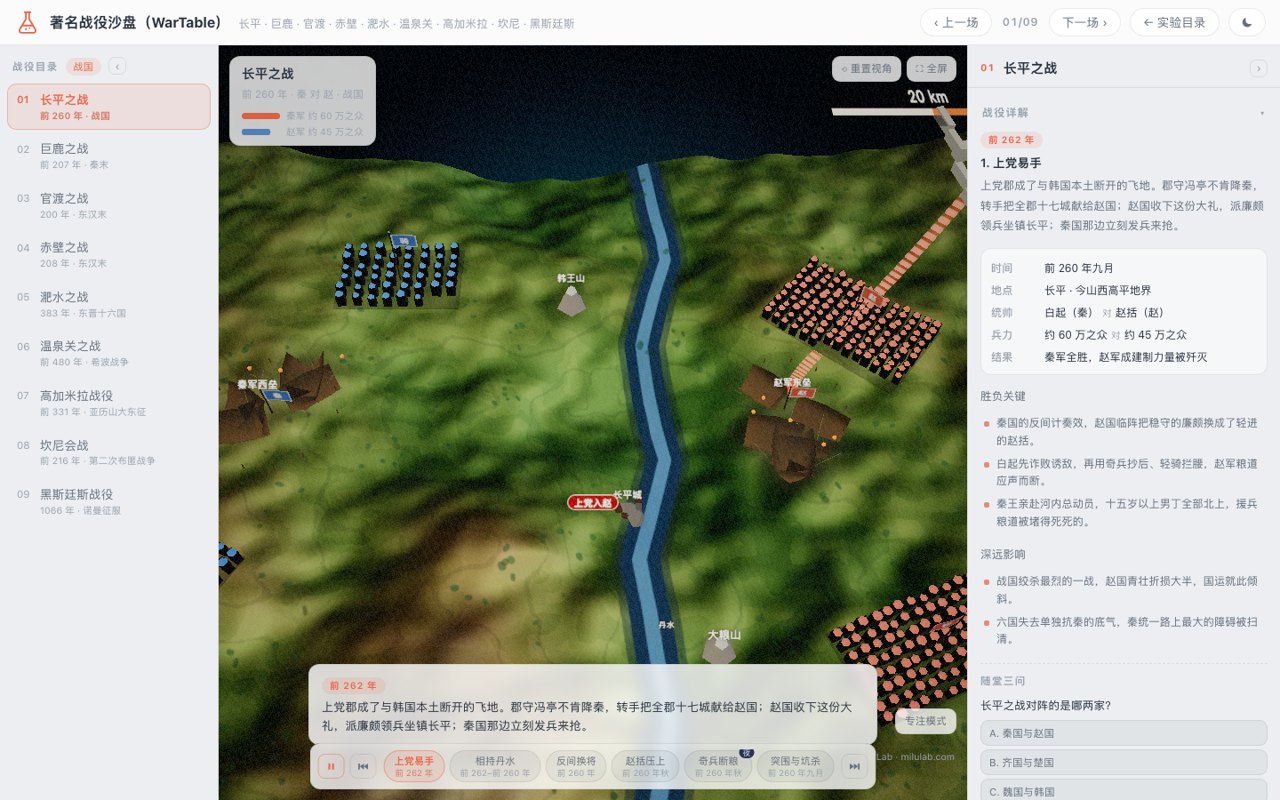 著名战役沙盘（WarTable）
长平 · 巨鹿 · 官渡 · 赤壁 · 淝水 · 温泉关 · 高加米拉 · 坎尼 · 黑斯廷斯
‹ 上一场
01/09
下一场 ›
← 实验目录
战役目录
战国
01 长平之战
前 260 年 · 战国
02 巨鹿之战
前 207 年 · 秦末
03 官渡之战
200 年 · 东汉末
04 赤壁之战
208 年 · 东汉末
05 淝水之战
383 年 · 东晋十六国
06 温泉关之战
前 480 年 · 希波战争
07 高加米拉战役
前 331 年 · 亚历山大东征
08 坎尼会战
前 216 年 · 第二次布匿战争
09 黑斯廷斯战役
1066 年 · 诺曼征服
长平之战
前 260 年 · 秦 对 赵 · 战国
秦军 约 60 万之众
赵军 约 45 万之众
重置视角
全屏
20 km
韩王山
秦军西垒
赵军东垒
上党入赵
长平城
丹水
大粮山
前 262 年
上党郡成了与韩国本土断开的飞地。郡守冯亭不肯降秦，转手把全郡十七城献给赵国；赵国收下这份大
礼，派廉颇领兵坐镇长平；秦国那边立刻发兵来抢。
专注模式
上党易手
前 262 年
相持丹水
前 262–前 260 年
反间换将
前 260 年
赵括压上
前 260 年秋
奇兵断粮
前 260 年秋
夜
突围与坑杀
前 260 年九月
Lab · milulab.com
01 长平之战
战役详解
前 262 年
1. 上党易手
上党郡成了与韩国本土断开的飞地。郡守冯亭不肯降秦，
转手把全郡十七城献给赵国；赵国收下这份大礼，派廉颇
领兵坐镇长平；秦国那边立刻发兵来抢。
时间 前 260 年九月
地点 长平 · 今山西高平地界
统帅 白起（秦） 对 赵括（赵）
兵力 约 60 万之众 对 约 45 万之众
结果 秦军全胜，赵军成建制力量被歼灭
胜负关键
秦国的反间计奏效，赵国临阵把稳守的廉颇换成了轻进
的赵括。
白起先诈败诱敌，再用奇兵抄后、轻骑拦腰，赵军粮道
应声而断。
秦王亲赴河内总动员，十五岁以上男丁全部北上，援兵
粮道被堵得死死的。
深远影响
战国绞杀最烈的一战，赵国青壮折损大半，国运就此倾
斜。
六国失去单独抗秦的底气，秦统一路上最大的障碍被扫
清。
随堂三问
长平之战对阵的是哪两家?
A. 秦国与赵国
B. 齐国与楚国
C. 魏国与韩国